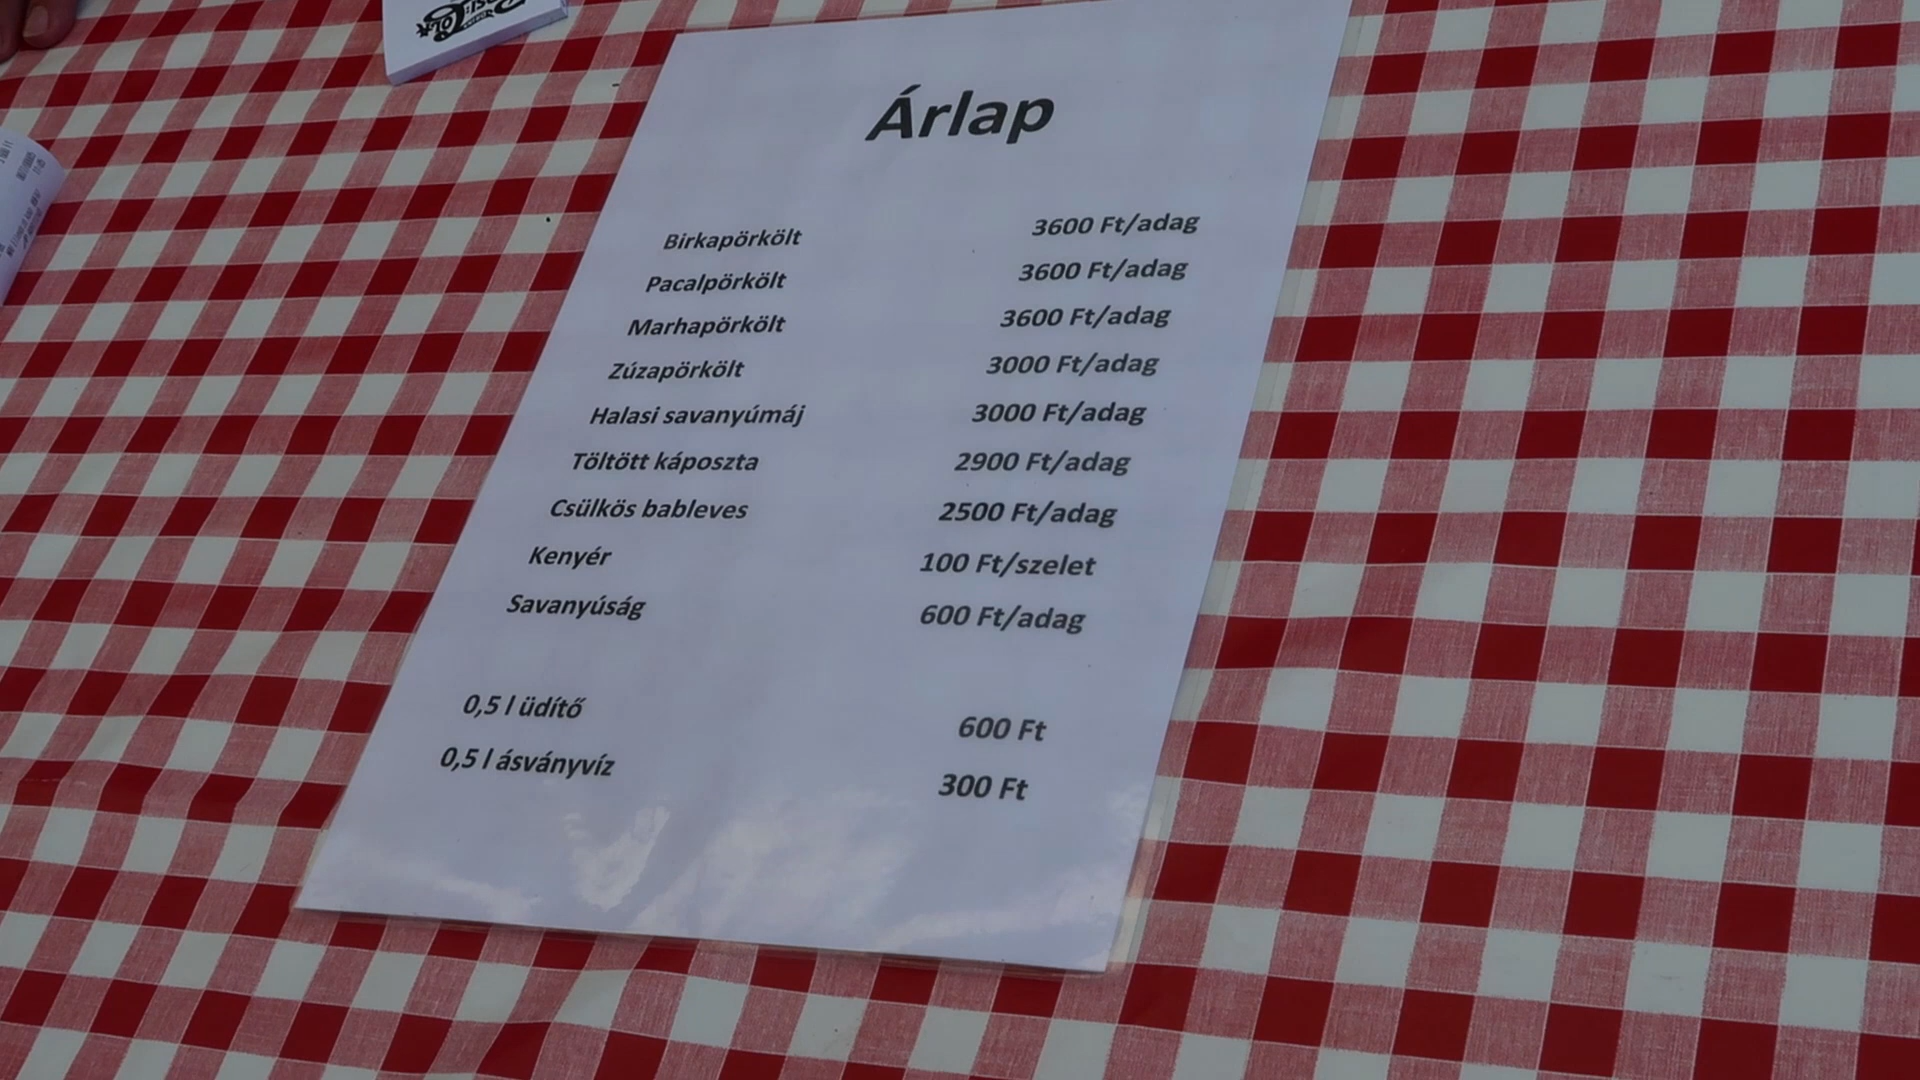 Árlap
Birkapörkölt 3600 Ft/adag
Pacalpörkölt 3600 Ft/adag
Marhapörkölt 3600 Ft/adag
Zúzapörkölt 3000 Ft/adag
Halasi savanyúmáj 3000 Ft/adag
Töltött káposzta 2900 Ft/adag
Csülkös bableves 2500 Ft/adag
Kenyér 100 Ft/szelet
Savanyúság 600 Ft/adag
0,5 l üdítő 600 Ft
0,5 l ásványvíz 300 Ft